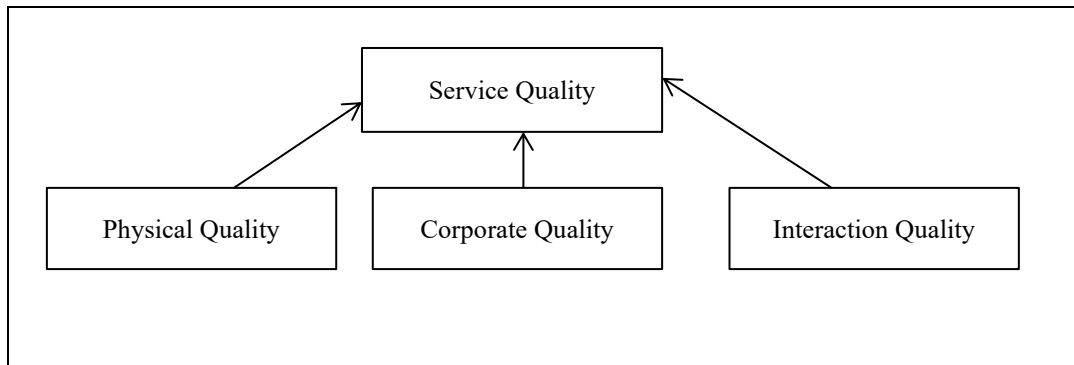 Service Quality
Physical Quality
Corporate Quality
Interaction Quality